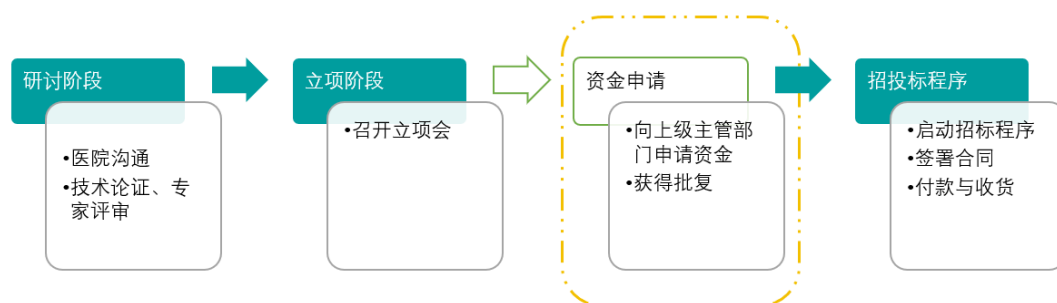 研讨阶段
•医院沟通
•技术论证、专
家评审
立项阶段
•召开立项会
资金申请
•向上级主管部
门申请资金
•获得批复
招投标程序
•启动招标程序
•签署合同
•付款与收货